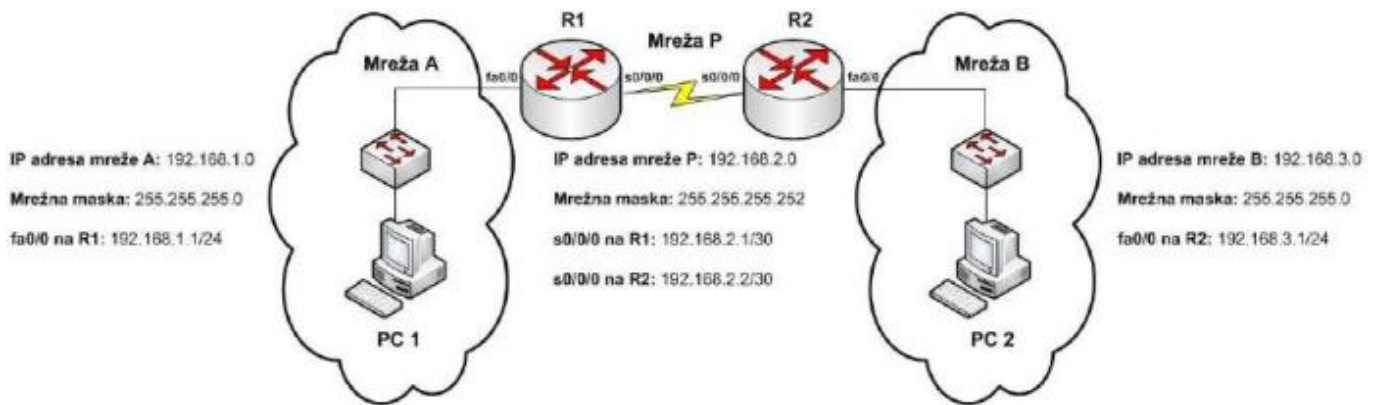 R1
R2
Mreža P
Mreža A
Mreža B
fa0/0
s0/0/0
s0/0/0
fa0/0
IP adresa mreže A: 192.168.1.0
Mrežna maska: 255.255.255.0
fa0/0 na R1: 192.168.1.1/24
IP adresa mreže P: 192.168.2.0
Mrežna maska: 255.255.255.252
s0/0/0 na R1: 192.168.2.1/30
s0/0/0 na R2: 192.168.2.2/30
IP adresa mreže B: 192.168.3.0
Mrežna maska: 255.255.255.0
fa0/0 na R2: 192.168.3.1/24
PC 1
PC 2